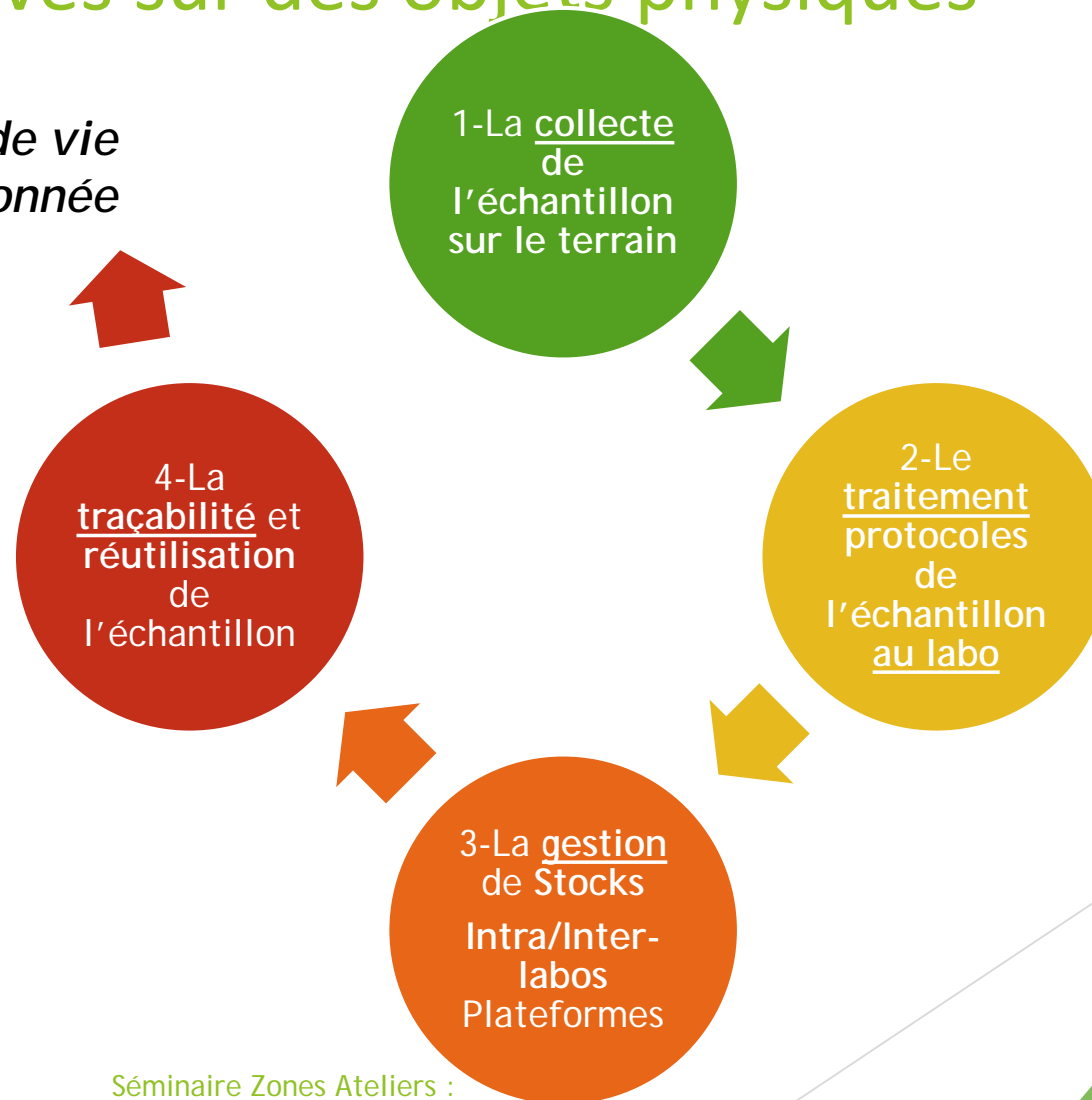 sur des objets physiques
de vie
1-La collecte
de
l'échantillon
sur le terrain
2-Le
traitement
protocoles
de
l'échantillon
au labo
3-La gestion
de Stocks
Intra/Inter-
labos
Plateformes
4-La
traçabilité et
réutilisation
de
l'échantillon
Séminaire Zones Ateliers :